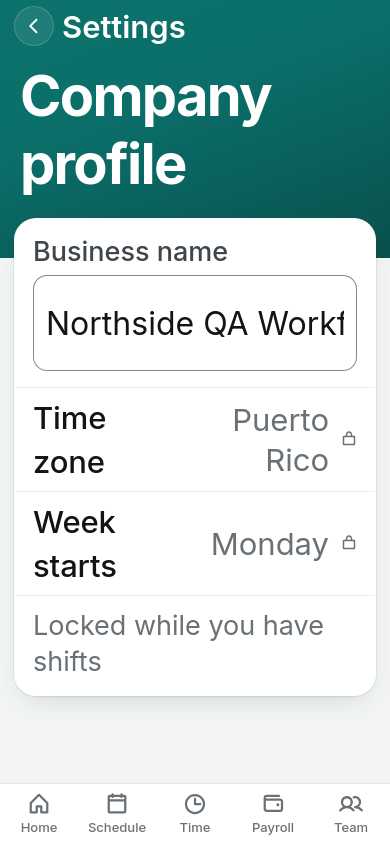 Settings
Company
profile
Business name
Northside QA Workf
Time
zone
Puerto
Rico
Week
starts
Monday
Locked while you have
shifts
Home Schedule Time Payroll Team